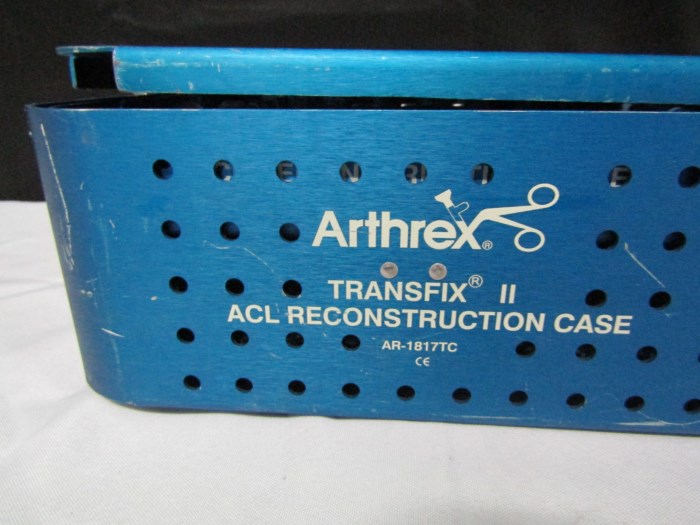 Arthrex®
TRANSFIX® II
ACL RECONSTRUCTION CASE
AR-1817TC
CE